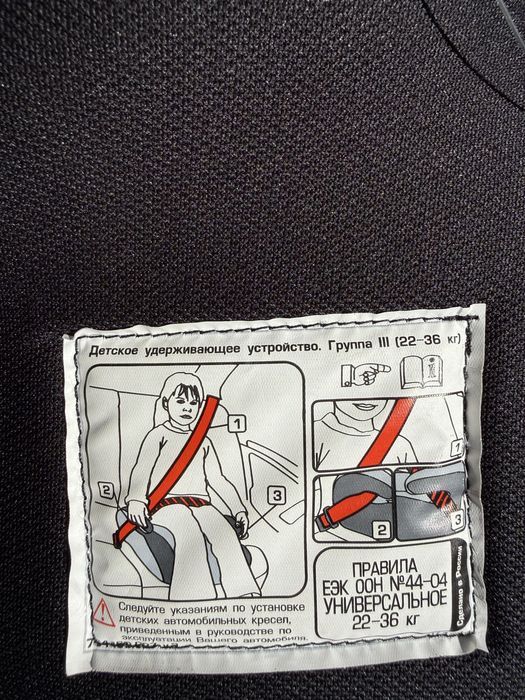 Детское удерживающее устройство. Группа III (22-36 кг)
1
2
3
1
2
3
Следуйте указаниям по установке
детских автомобильных кресел,
приведенным в руководстве по
эксплуатации Вашего автомобиля.
ПРАВИЛА
ЕЭК ООН №44-04
УНИВЕРСАЛЬНОЕ
22-36 кг
Сделано в России